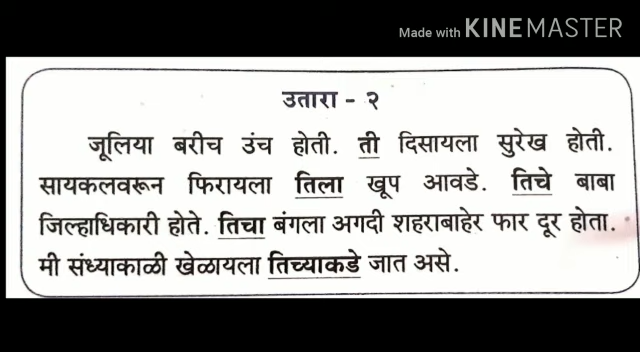 Made with KINEMASTER
उतारा - २
जूलिया बरीच उंच होती. ती दिसायला सुरेख होती.
सायकलवरून फिरायला तिला खूप आवडे. तिचे बाबा
जिल्हाधिकारी होते. तिचा बंगला अगदी शहराबाहेर फार दूर होता.
मी संध्याकाळी खेळायला तिच्याकडे जात असे.